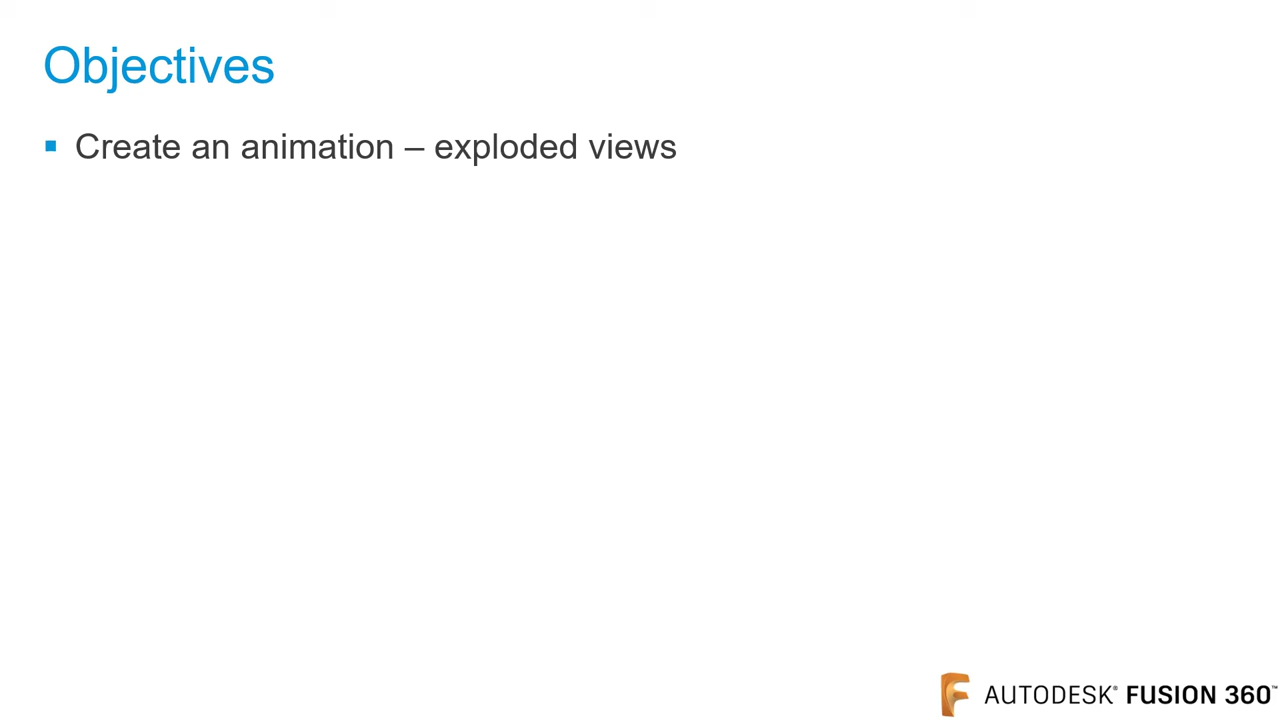 Objectives
▪ Create an animation – exploded views
AUTODESK® FUSION 360™